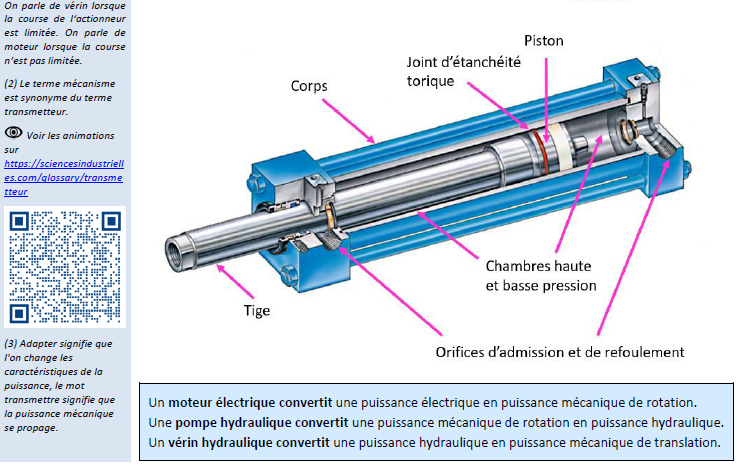 On parle de vérin lorsque
la course de l'actionneur
est limitée. On parle de
moteur lorsque la course
n'est pas limitée.
(2) Le terme mécanisme
est synonyme du terme
transmetteur.
Voir les animations
sur
https://sciencesindustriell
es.com/glossary/transme
tteur
(3) Adapter signifie que
l'on change les
caractéristiques de la
puissance, le mot
transmettre signifie que
la puissance mécanique
se propage.
Piston
Joint d'étanchéité
torique
Corps
Chambres haute
et basse pression
Tige
Orifices d'admission et de refoulement
Un moteur électrique convertit une puissance électrique en puissance mécanique de rotation.
Une pompe hydraulique convertit une puissance mécanique de rotation en puissance hydraulique.
Un vérin hydraulique convertit une puissance hydraulique en puissance mécanique de translation.